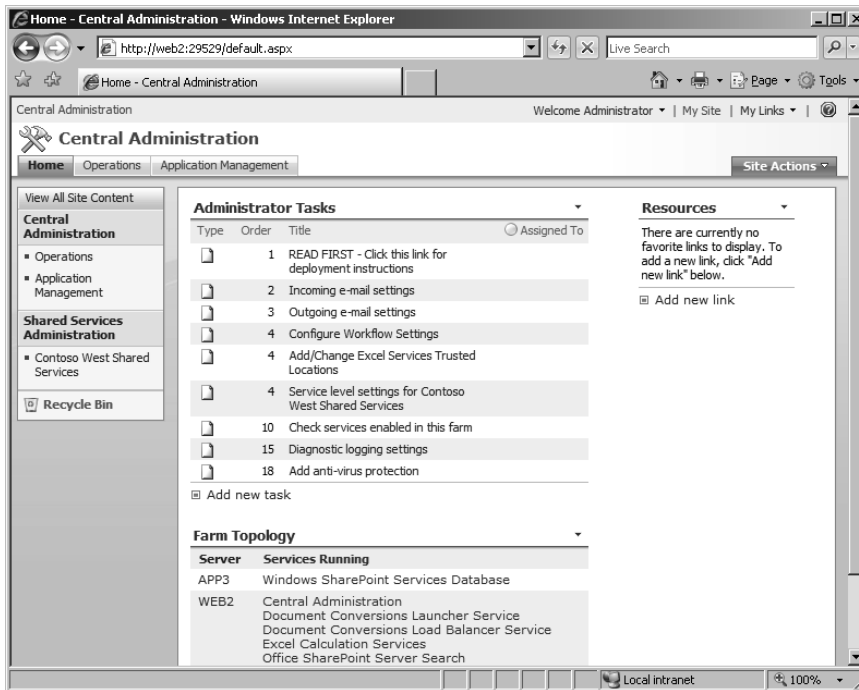 Home - Central Administration - Windows Internet Explorer
http://web2:29529/default.aspx
Live Search
Home - Central Administration
Page
Tools
Central Administration
Welcome Administrator
My Site | My Links
Central Administration
Home
Operations
Application Management
Site Actions
View All Site Content
Central
Administration
Operations
Application
Management
Shared Services
Administration
Contoso West Shared
Services
Recycle Bin
Administrator Tasks
Type Order Title Assigned To
1 READ FIRST - Click this link for
deployment instructions
2 Incoming e-mail settings
3 Outgoing e-mail settings
4 Configure Workflow Settings
4 Add/Change Excel Services Trusted
Locations
4 Service level settings for Contoso
West Shared Services
10 Check services enabled in this farm
15 Diagnostic logging settings
18 Add anti-virus protection
Add new task
Farm Topology
Server Services Running
APP3 Windows SharePoint Services Database
WEB2 Central Administration
Document Conversions Launcher Service
Document Conversions Load Balancer Service
Excel Calculation Services
Office SharePoint Server Search
Resources
There are currently no
favorite links to display. To
add a new link, click "Add
new link" below.
Add new link
Local intranet
100%